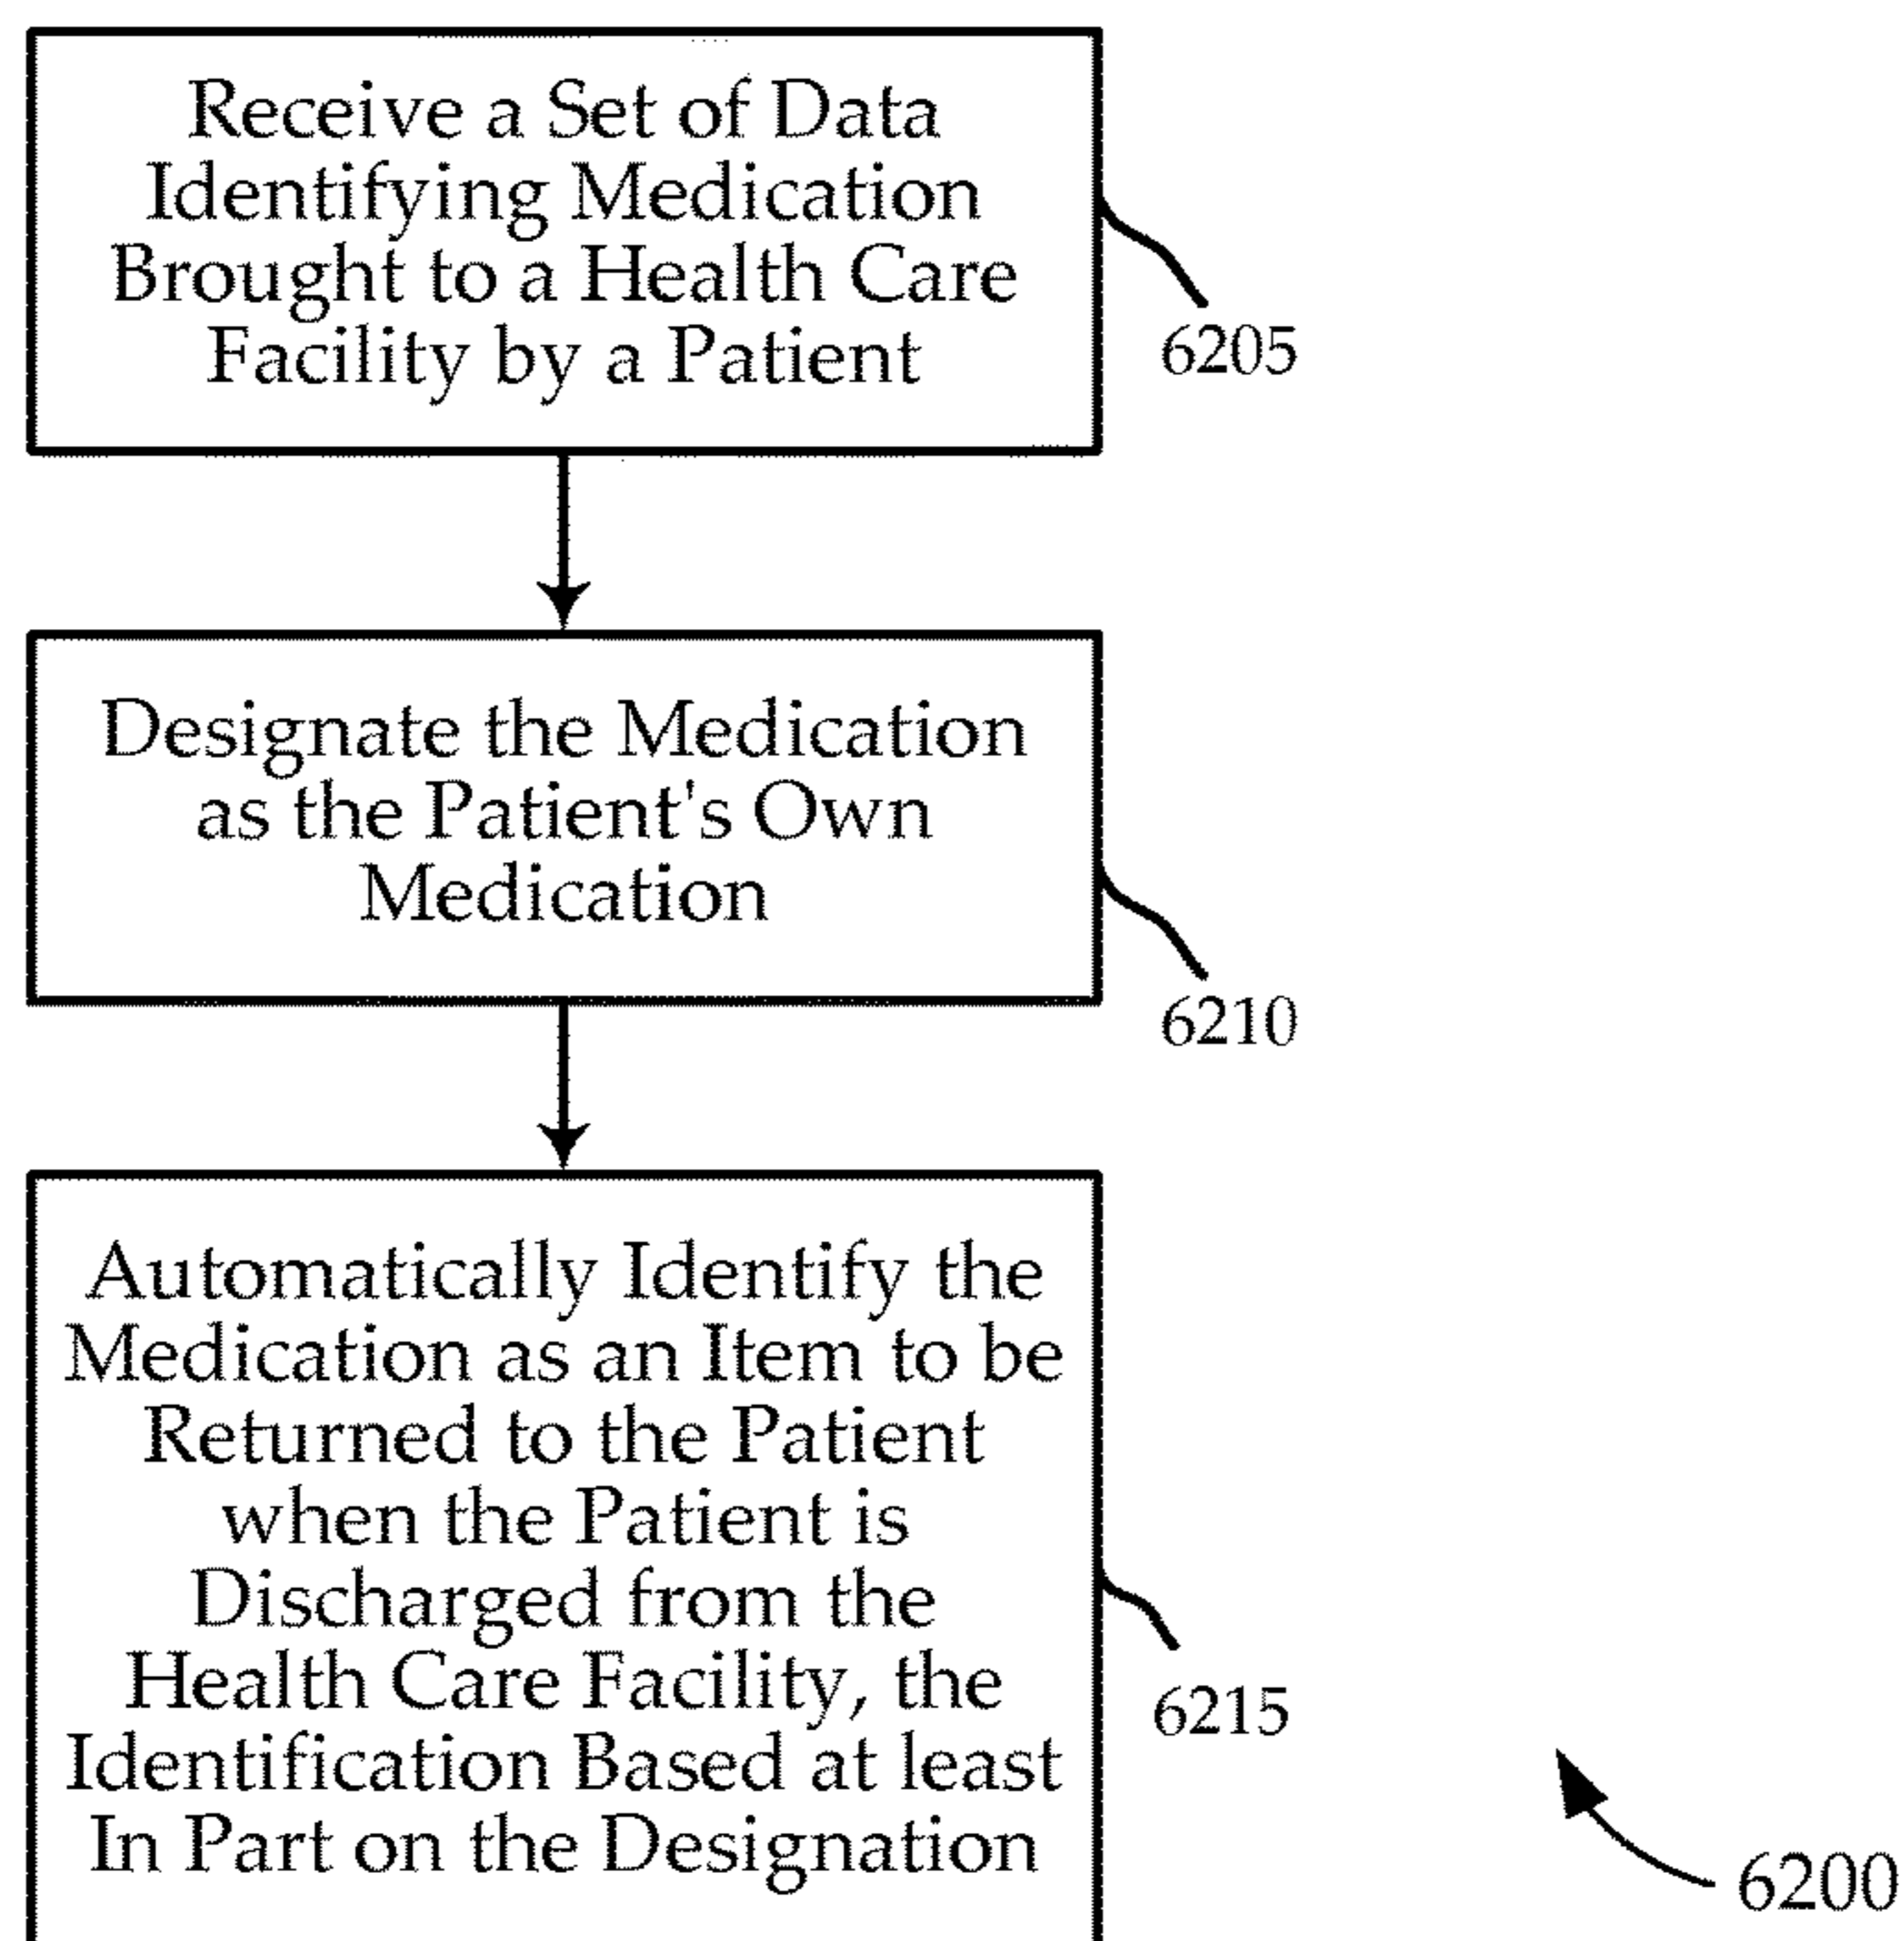 Receive a Set of Data
Identifying Medication
Brought to a Health Care
Facility by a Patient
6205
Designate the Medication
as the Patient's Own
Medication
6210
Automatically Identify the
Medication as an Item to be
Returned to the Patient
when the Patient is
Discharged from the
Health Care Facility, the
Identification Based at least
In Part on the Designation
6215
6200